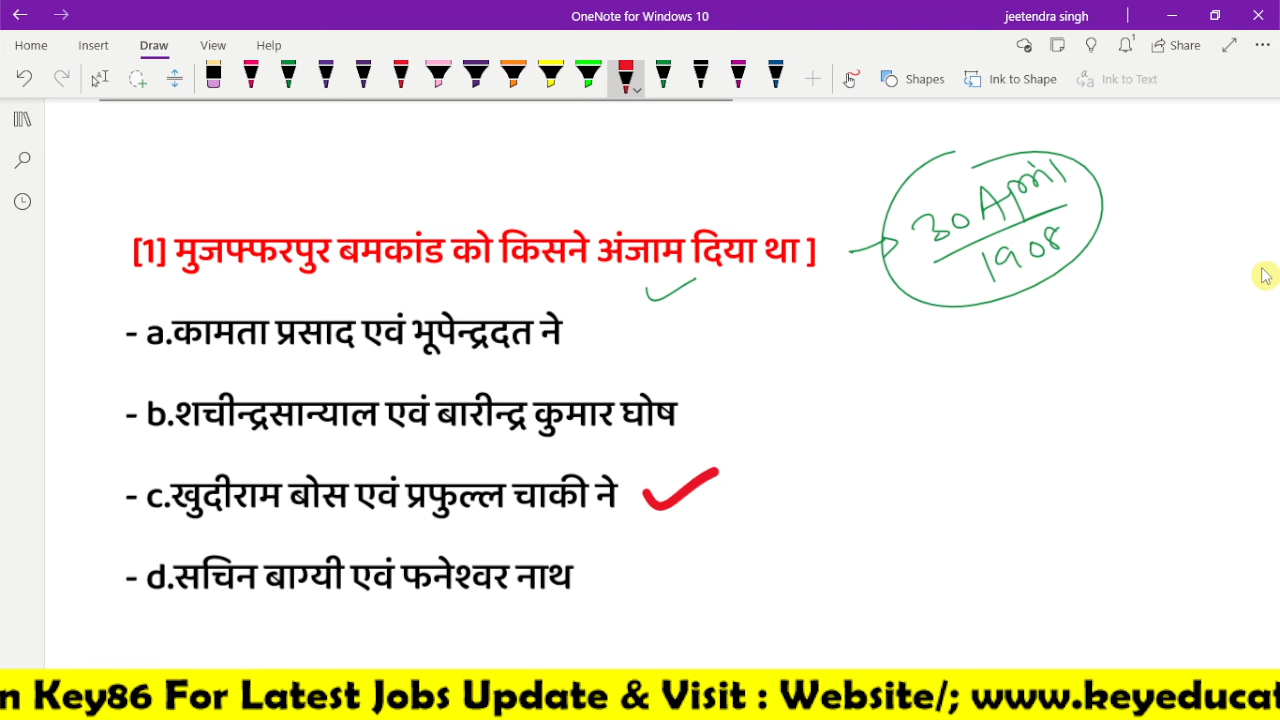 OneNote for Windows 10
jeetendra singh
Home Insert Draw View Help
Share
Shapes
Ink to Shape
Ink to Text
30 April
1908
[1] मुजफ्फरपुर बमकांड को किसने अंजाम दिया था ]
- a.कामता प्रसाद एवं भूपेन्द्रदत ने
- b.शचीन्द्रसान्याल एवं बारीन्द्र कुमार घोष
- c.खुदीराम बोस एवं प्रफुल्ल चाकी ने
- d.सचिन बाग्यी एवं फनेश्वर नाथ
n Key86 For Latest Jobs Update & Visit : Website/; www.keyeducat